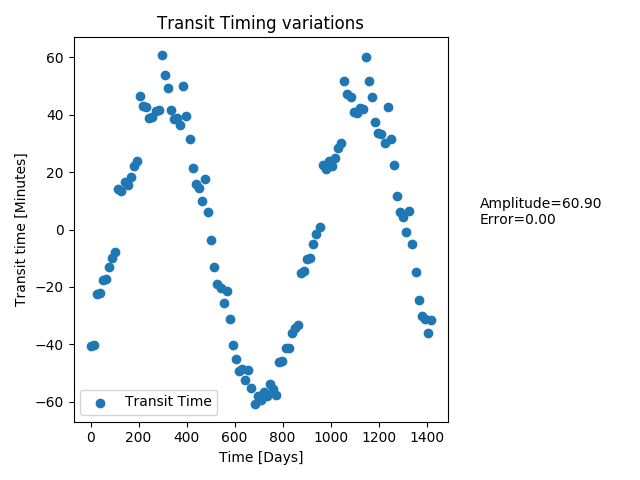 Transit Timing variations
Transit time [Minutes]
60
40
20
0
−20
−40
−60
Transit Time
0 200 400 600 800 1000 1200 1400
Time [Days]
Amplitude=60.90
Error=0.00